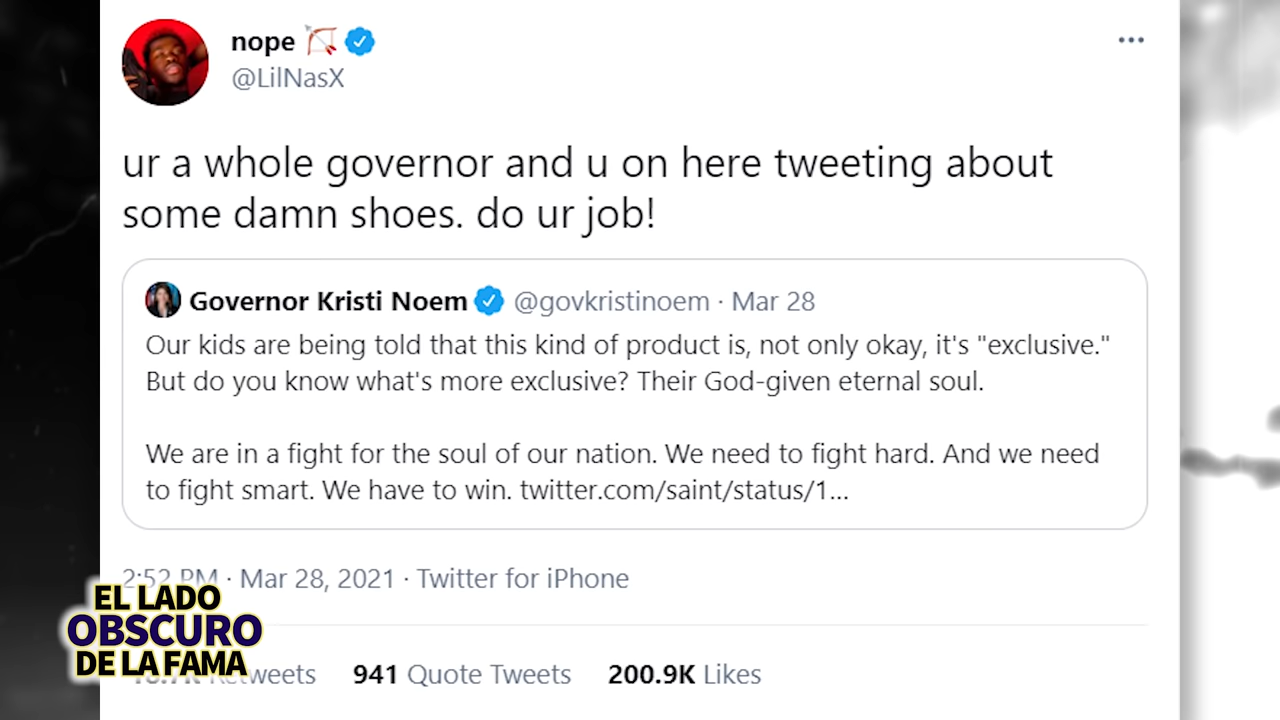 nope 🏹
@LilNasX
ur a whole governor and u on here tweeting about
some damn shoes. do ur job!
Governor Kristi Noem @govkristinoem · Mar 28
Our kids are being told that this kind of product is, not only okay, it's "exclusive."
But do you know what's more exclusive? Their God-given eternal soul.
We are in a fight for the soul of our nation. We need to fight hard. And we need
to fight smart. We have to win. twitter.com/saint/status/1...
2:52 PM · Mar 28, 2021 · Twitter for iPhone
Retweets 941 Quote Tweets 200.9K Likes
EL LADO
OBSCURO
DE LA FAMA